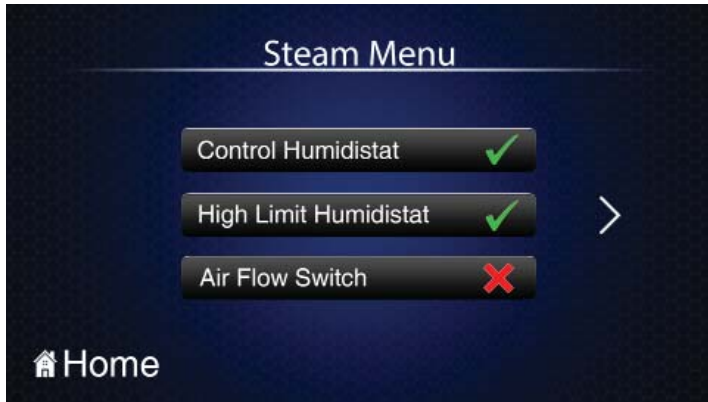 Steam Menu
Control Humidistat
High Limit Humidistat
Air Flow Switch
Home